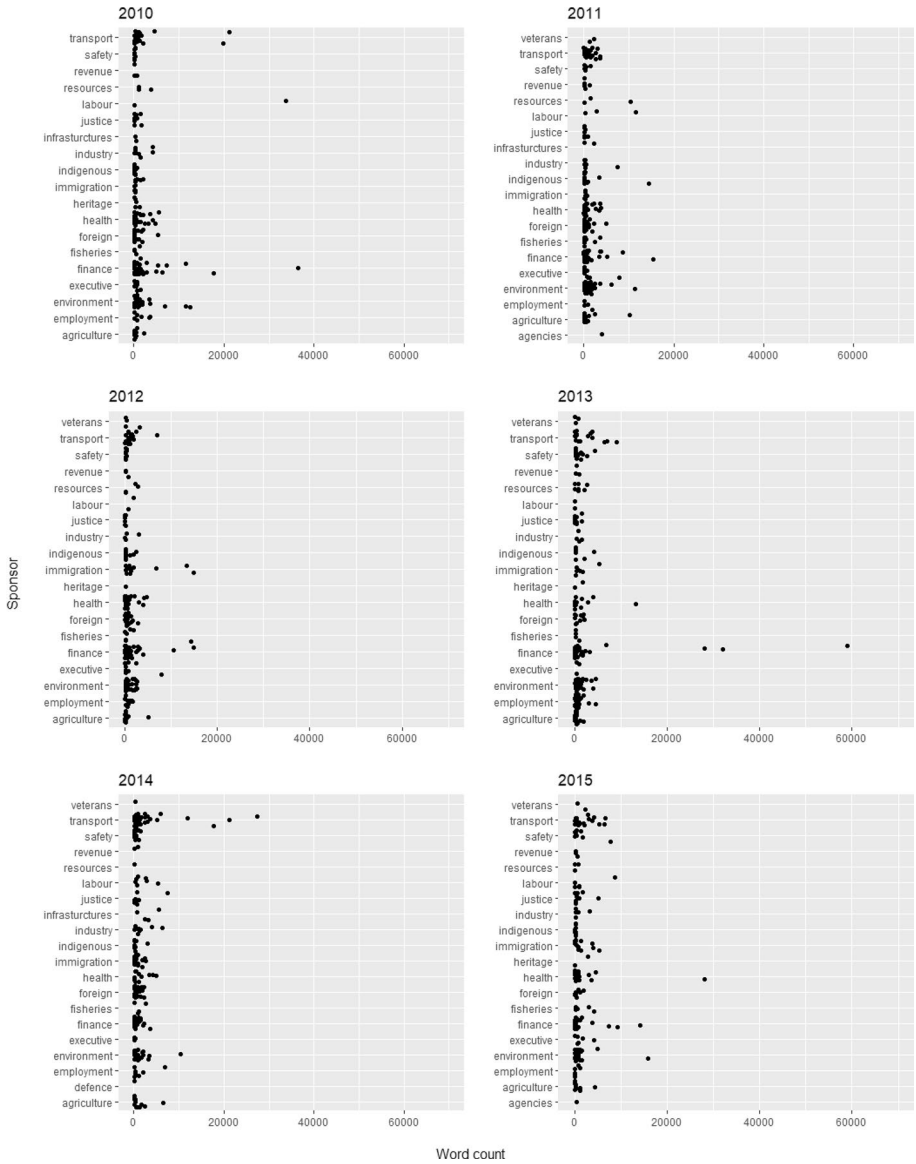 2010
transport
safety
revenue
resources
labour
justice
infrasturctures
industry
indigenous
immigration
heritage
health
foreign
fisheries
finance
executive
environment
employment
agriculture
0 20000 40000 60000
2011
veterans
transport
safety
revenue
resources
labour
justice
infrasturctures
industry
indigenous
immigration
health
foreign
fisheries
finance
executive
environment
employment
agriculture
agencies
0 20000 40000 60000
Sponsor
2012
veterans
transport
safety
revenue
resources
labour
justice
industry
indigenous
immigration
heritage
health
foreign
fisheries
finance
executive
environment
employment
agriculture
0 20000 40000 60000
2013
veterans
transport
safety
revenue
resources
labour
justice
industry
indigenous
immigration
heritage
health
foreign
fisheries
finance
executive
environment
employment
agriculture
0 20000 40000 60000
2014
veterans
transport
safety
revenue
resources
labour
justice
infrasturctures
industry
indigenous
immigration
health
foreign
fisheries
finance
executive
environment
employment
defence
agriculture
0 20000 40000 60000
2015
veterans
transport
safety
revenue
resources
labour
justice
industry
indigenous
immigration
heritage
health
foreign
fisheries
finance
executive
environment
employment
agriculture
agencies
0 20000 40000 60000
Word count